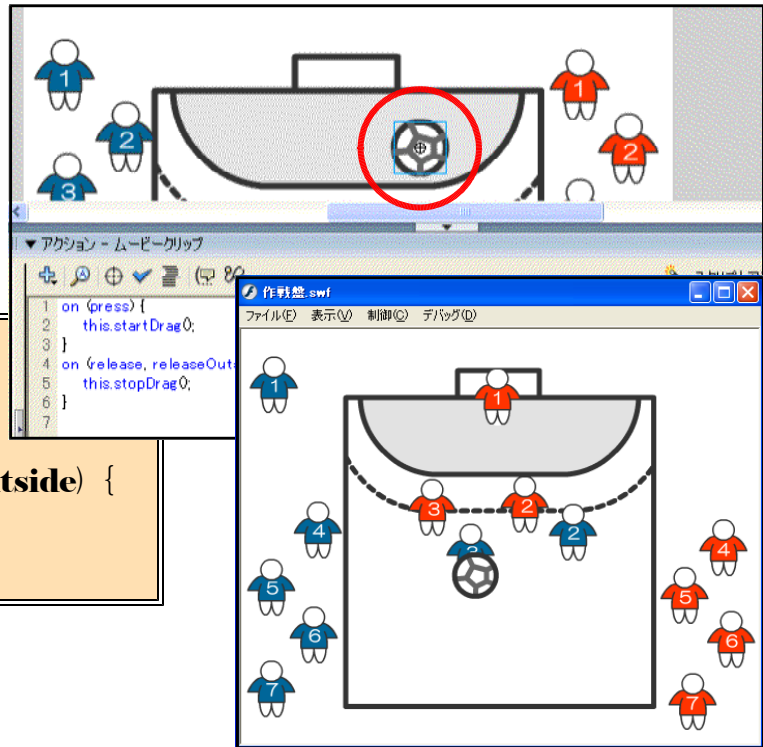 1
2
3
1
2
▼ アクション - ムービークリップ
1 on (press) {
2 this.startDrag();
3 }
4 on (release, releaseOuts
5 this.stopDrag();
6 }
7
tside) {
作戦盤.swf
ファイル(F) 表示(V) 制御(C) デバッグ(D)
1
1
3
2
4
2
3
4
5
5
6
6
7
7